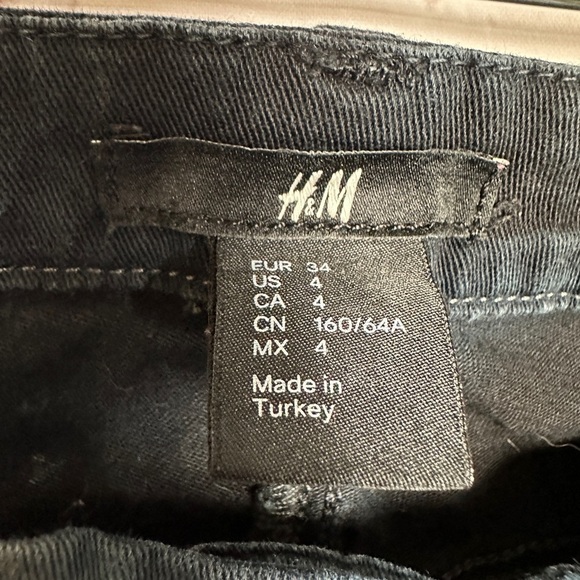 H&M
EUR 34
US 4
CA 4
CN 160/64A
MX 4
Made in
Turkey